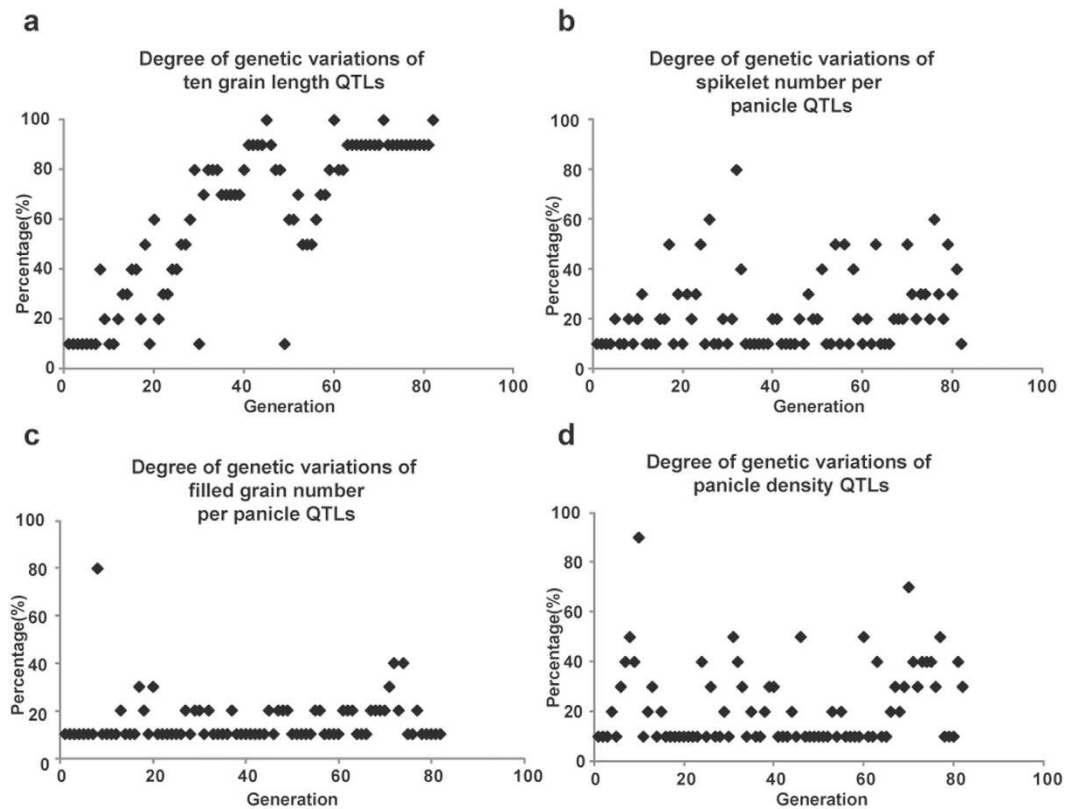 a
Degree of genetic variations of
ten grain length QTLs
Percentage(%)
100
80
60
40
20
0
0 20 40 60 80 100
Generation
b
Degree of genetic variations of
spikelet number per
panicle QTLs
Percentage(%)
100
80
60
40
20
0
0 20 40 60 80 100
Generation
c
Degree of genetic variations of
filled grain number
per panicle QTLs
Percentage(%)
100
80
60
40
20
0
0 20 40 60 80 100
Generation
d
Degree of genetic variations of
panicle density QTLs
Percentage(%)
100
80
60
40
20
0
0 20 40 60 80 100
Generation